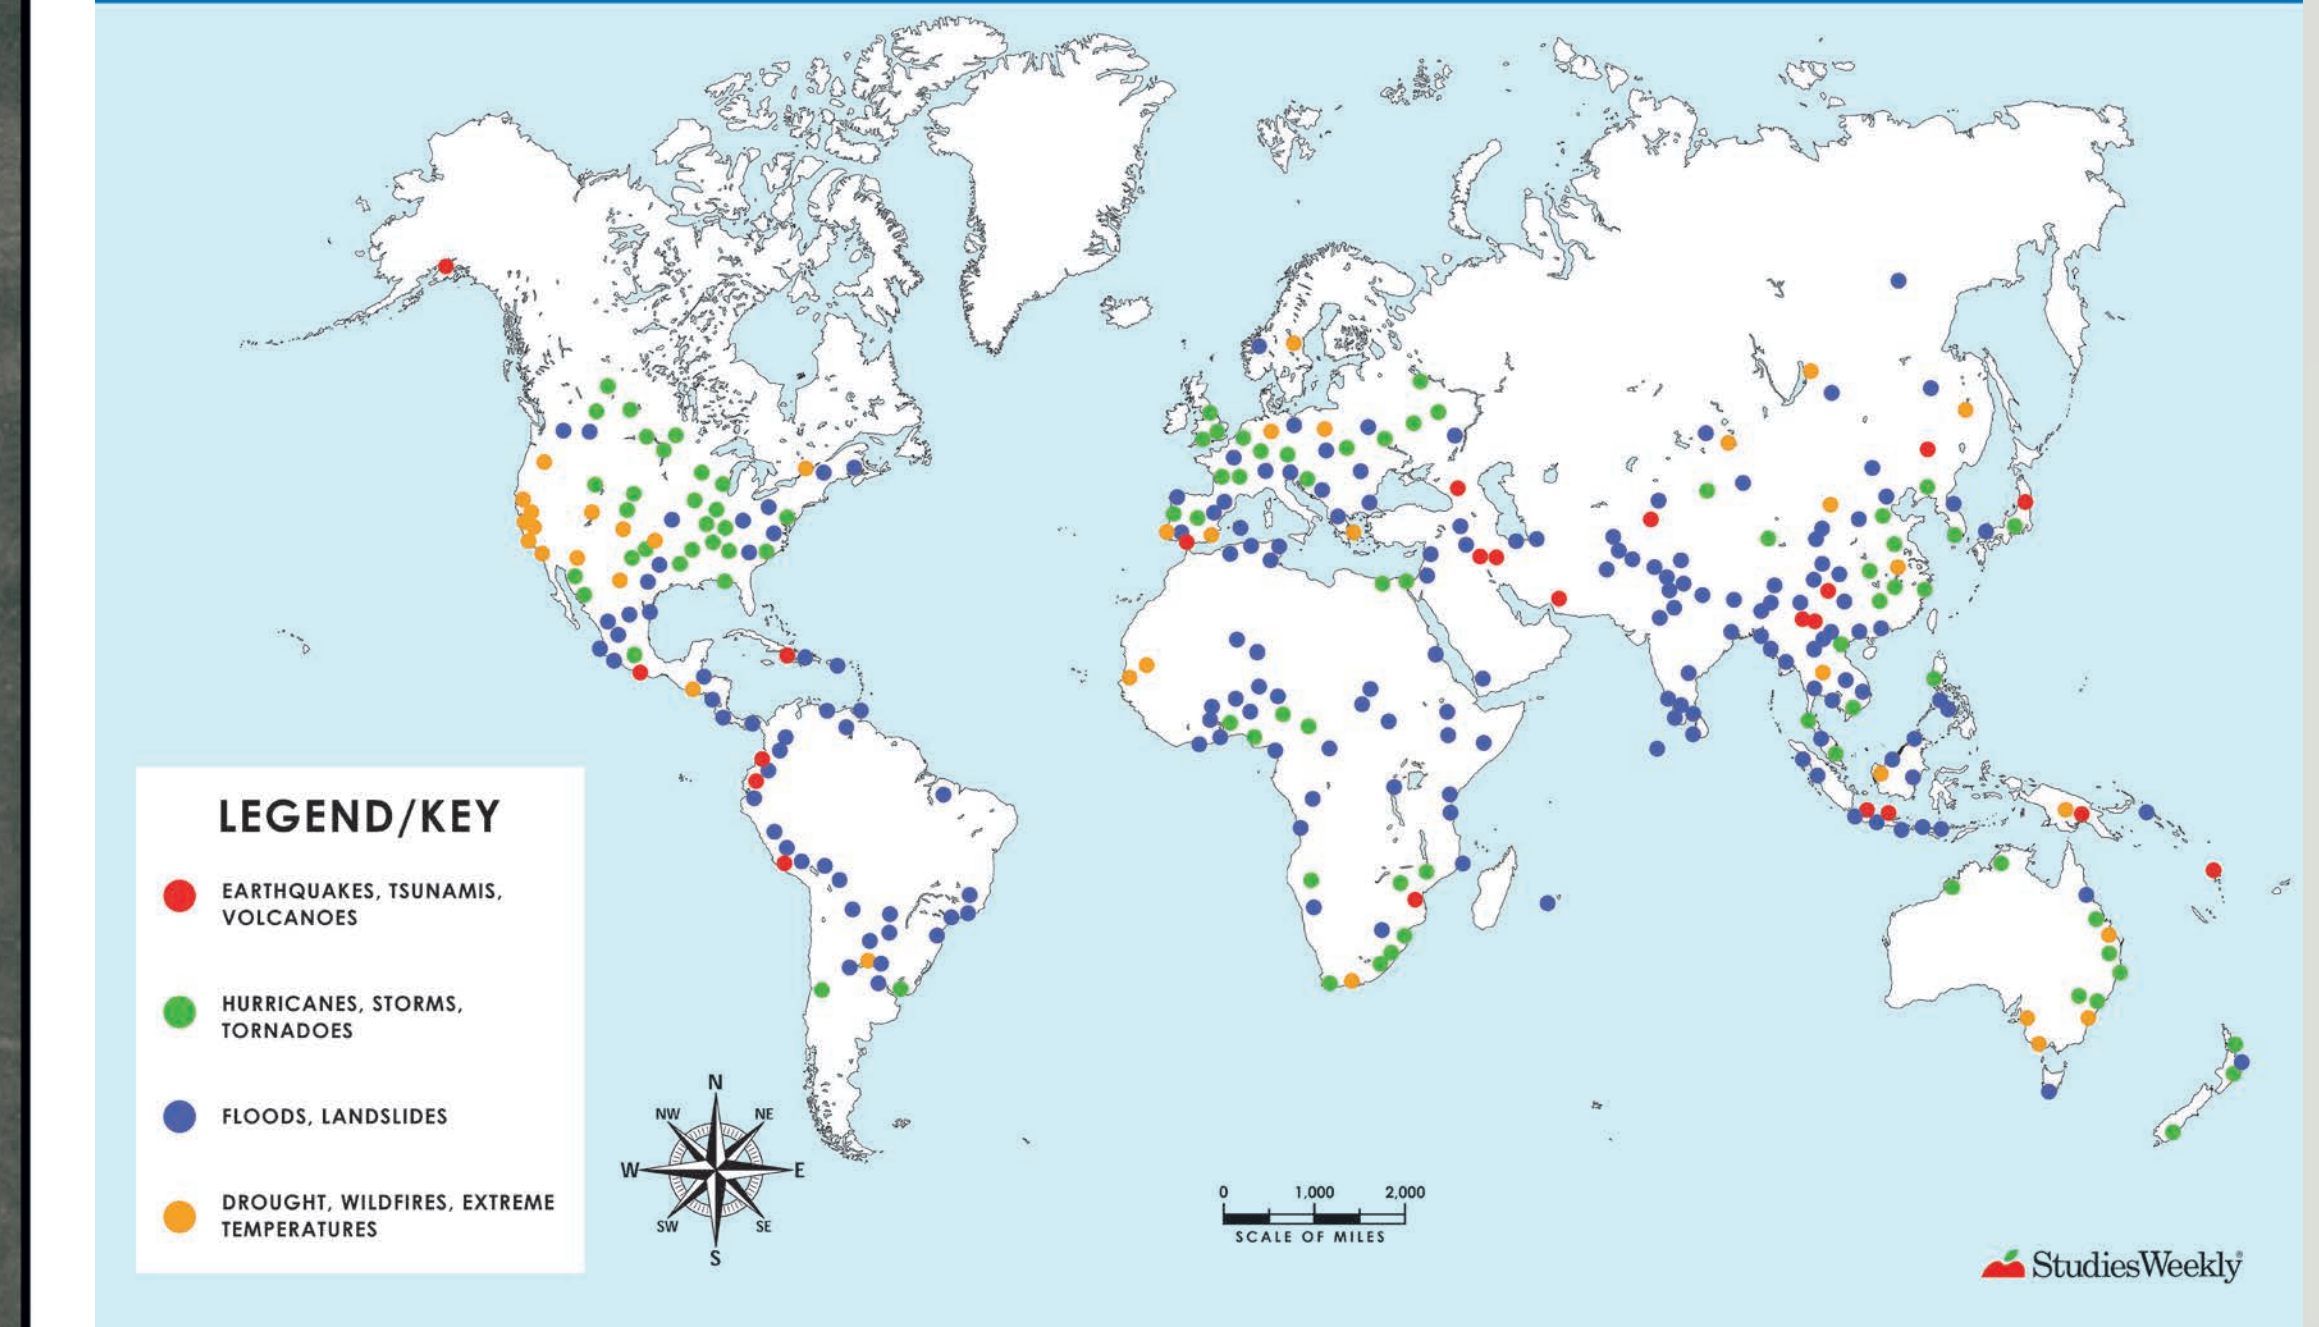 LEGEND/KEY
EARTHQUAKES, TSUNAMIS,
VOLCANOES
HURRICANES, STORMS,
TORNADOES
FLOODS, LANDSLIDES
DROUGHT, WILDFIRES, EXTREME
TEMPERATURES
N
NW NE
W E
SW SE
S
0 1,000 2,000
SCALE OF MILES
StudiesWeekly®